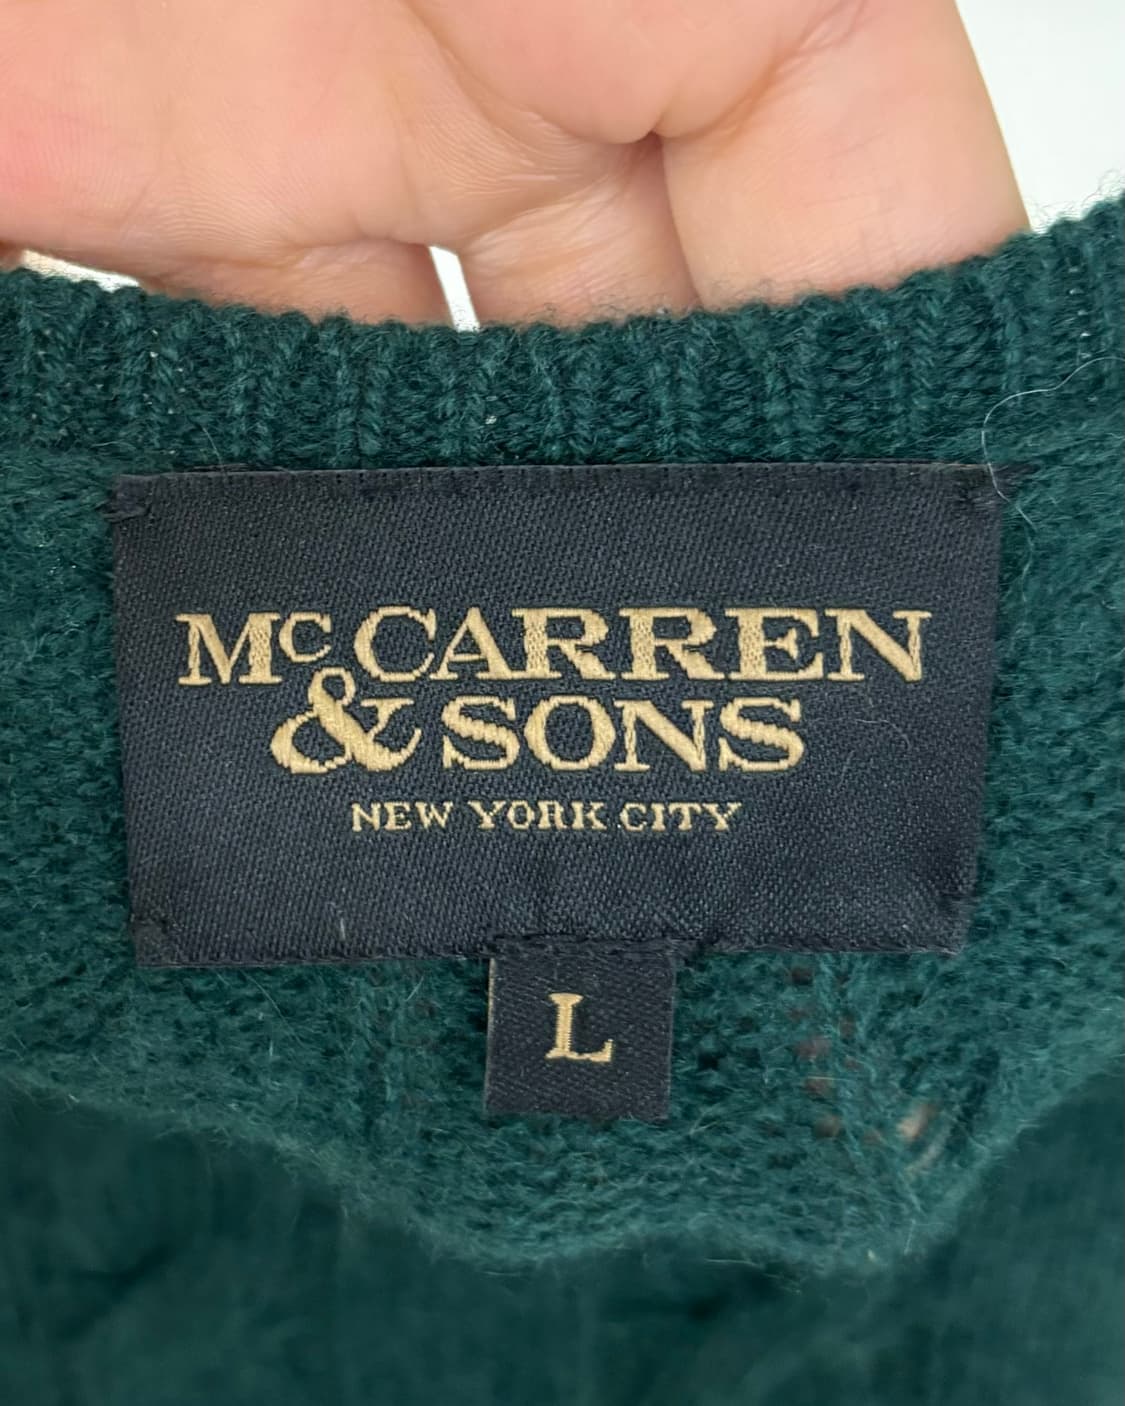 McCARREN
& SONS
NEW YORK CITY
L